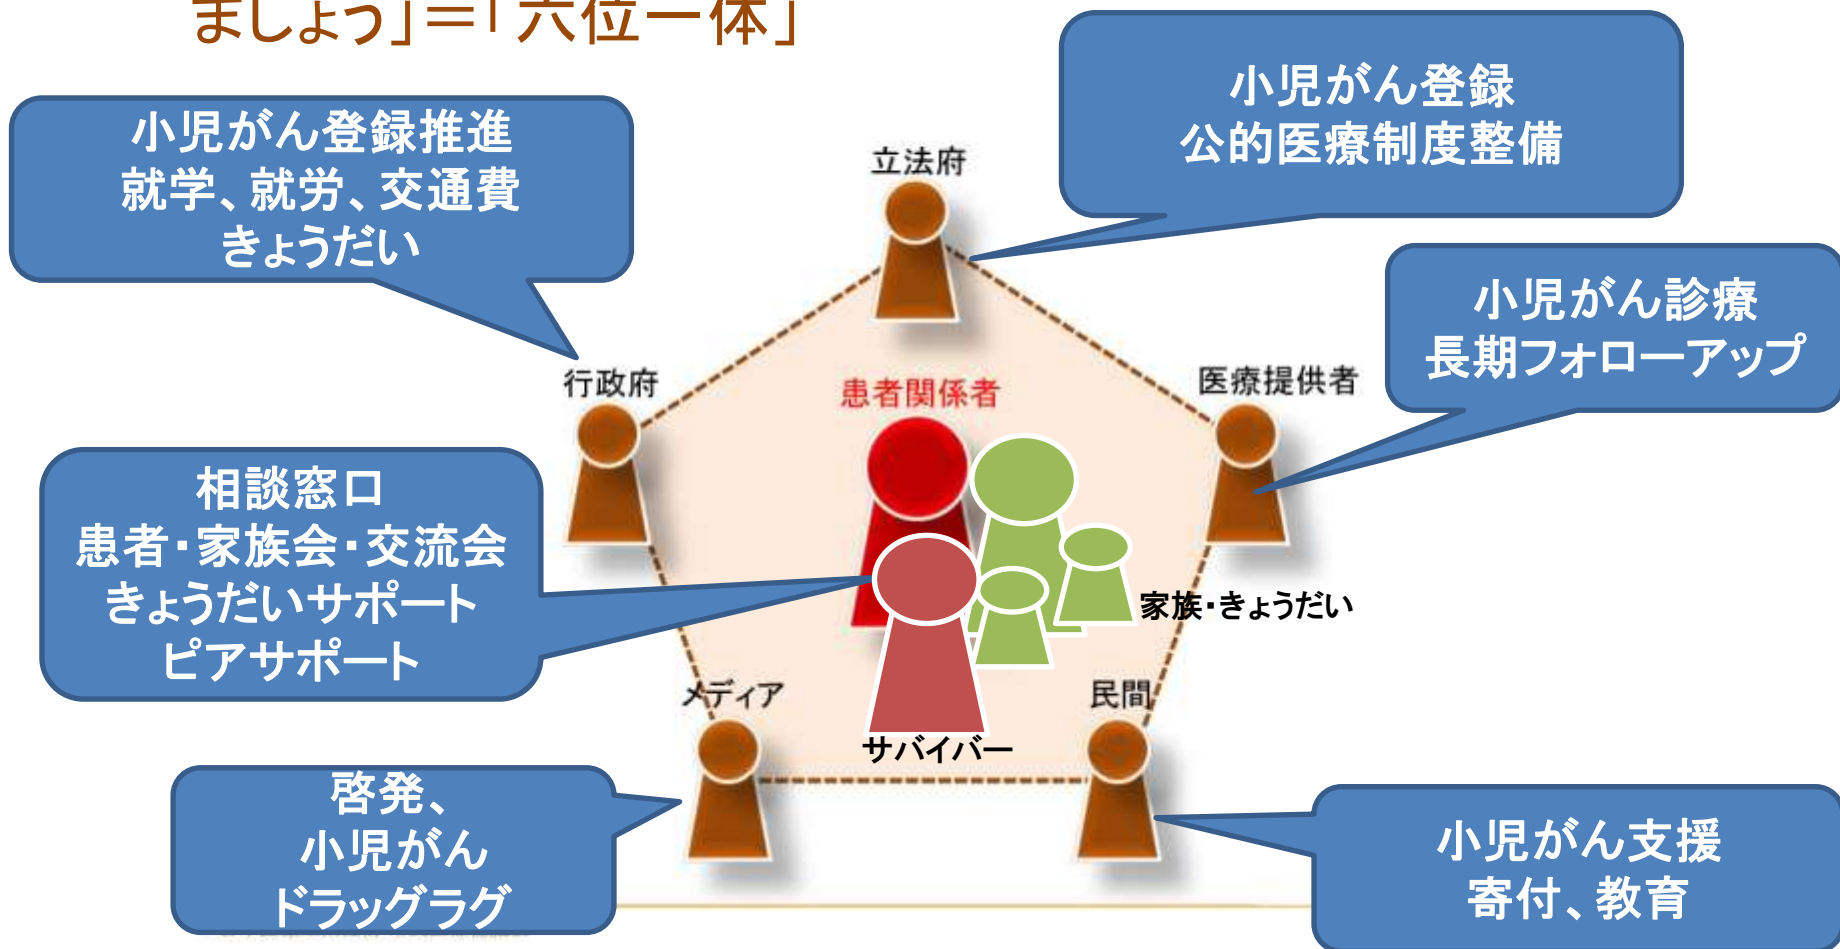 ましょう」＝「六位一体」
小児がん登録
公的医療制度整備
小児がん登録推進
就学、就労、交通費
きょうだい
立法府
小児がん診療
長期フォローアップ
行政府
患者関係者
医療提供者
相談窓口
患者・家族会・交流会
きょうだいサポート
ピアサポート
家族・きょうだい
メディア
民間
サバイバー
啓発、
小児がん
ドラッグラグ
小児がん支援
寄付、教育